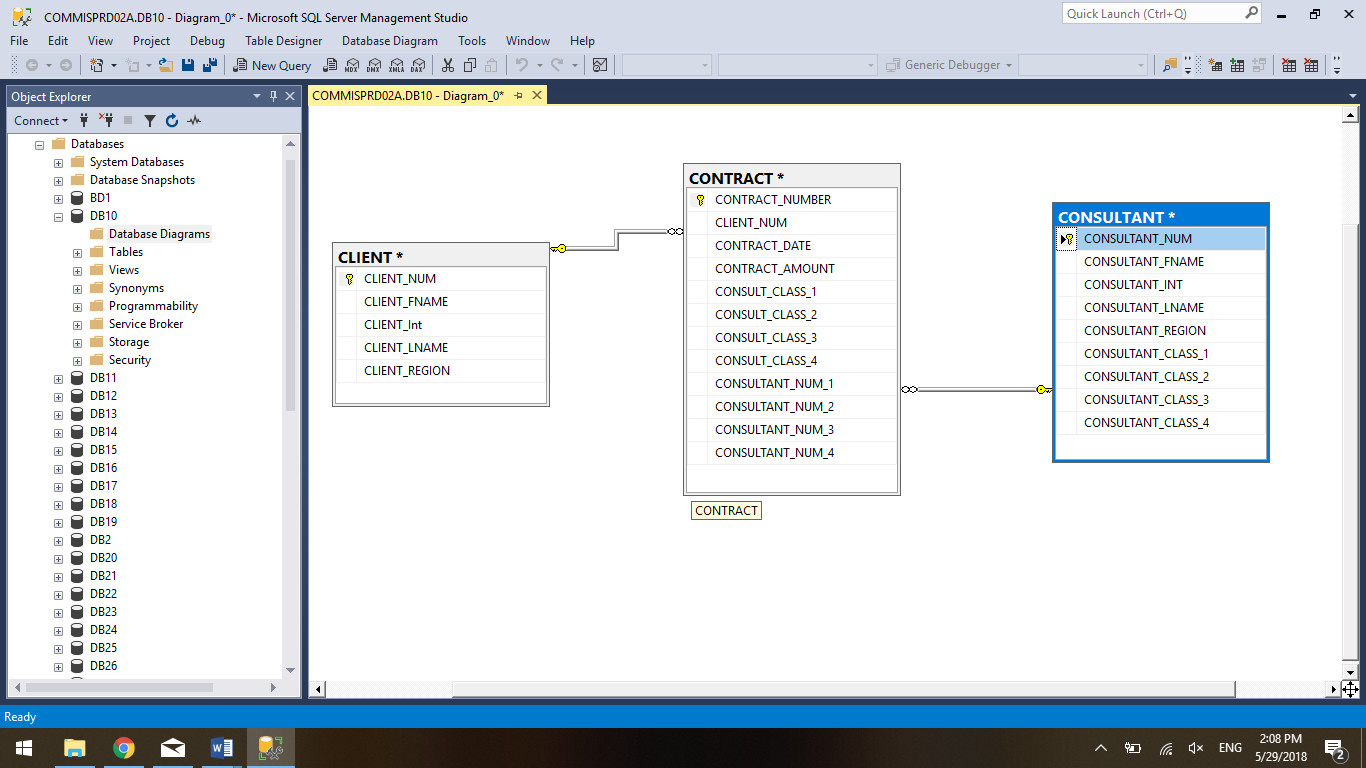 COMMISPRD02A.DB10 - Diagram_0* - Microsoft SQL Server Management Studio
Quick Launch (Ctrl+Q)
File Edit View Project Debug Table Designer Database Diagram Tools Window Help
New Query MDX DMX XMLA DAX Generic Debugger
Object Explorer
COMMISPRD02A.DB10 - Diagram_0*
Connect
Databases
System Databases
Database Snapshots
BD1
DB10
Database Diagrams
Tables
Views
Synonyms
Programmability
Service Broker
Storage
Security
DB11
DB12
DB13
DB14
DB15
DB16
DB17
DB18
DB19
DB2
DB20
DB21
DB22
DB23
DB24
DB25
DB26
CLIENT *
CLIENT_NUM
CLIENT_FNAME
CLIENT_Int
CLIENT_LNAME
CLIENT_REGION
CONTRACT *
CONTRACT_NUMBER
CLIENT_NUM
CONTRACT_DATE
CONTRACT_AMOUNT
CONSULT_CLASS_1
CONSULT_CLASS_2
CONSULT_CLASS_3
CONSULT_CLASS_4
CONSULTANT_NUM_1
CONSULTANT_NUM_2
CONSULTANT_NUM_3
CONSULTANT_NUM_4
CONTRACT
CONSULTANT *
CONSULTANT_NUM
CONSULTANT_FNAME
CONSULTANT_INT
CONSULTANT_LNAME
CONSULTANT_REGION
CONSULTANT_CLASS_1
CONSULTANT_CLASS_2
CONSULTANT_CLASS_3
CONSULTANT_CLASS_4
Ready
ENG
2:08 PM
5/29/2018
2